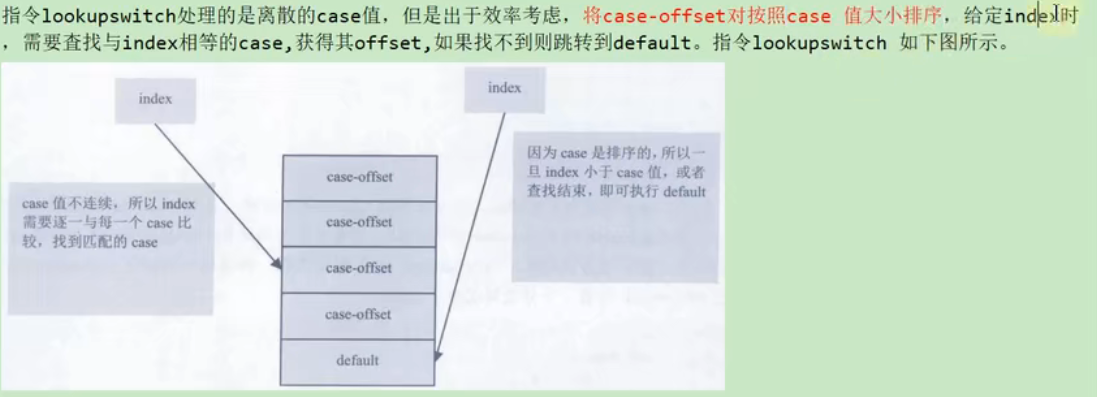 指令lookupswitch处理的是离散的case值，但是出于效率考虑，将case-offset对按照case 值大小排序，给定index时
，需要查找与index相等的case,获得其offset,如果找不到则跳转到default。指令lookupswitch 如下图所示。
index
index
case 值不连续，所以 index
需要逐一与每一个 case 比
较，找到匹配的 case
case-offset
case-offset
case-offset
case-offset
default
因为 case 是排序的，所以一
旦 index 小于 case 值，或者
查找结束，即可执行 default